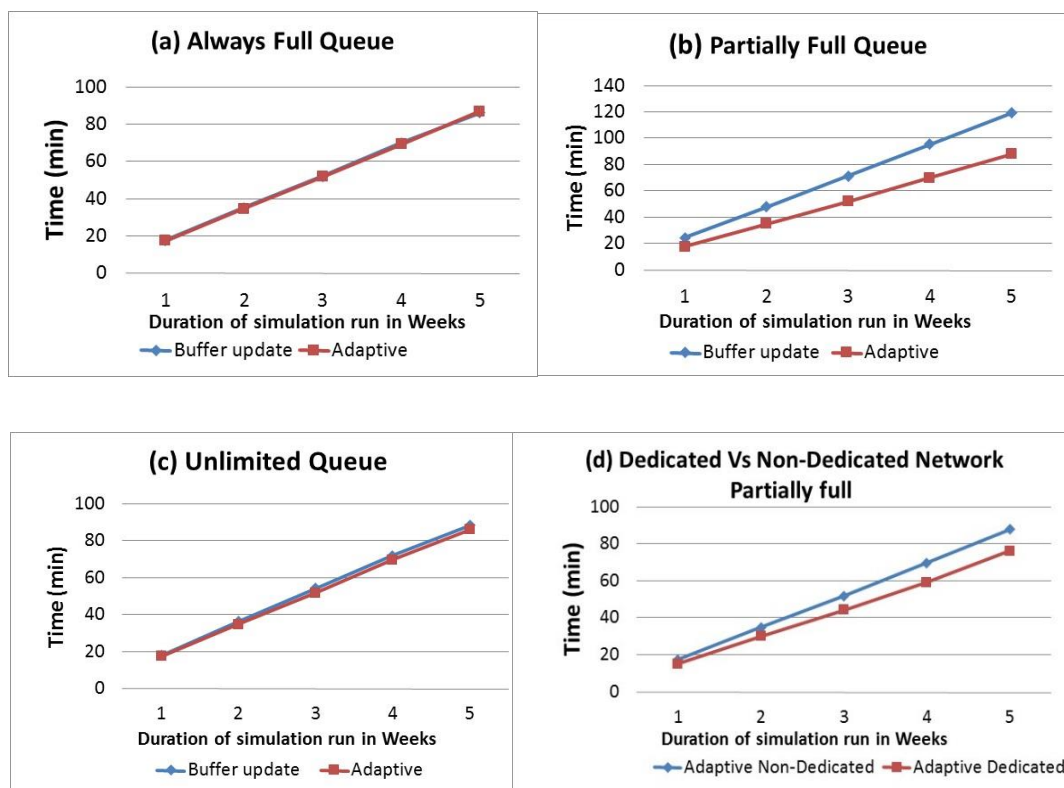 (a) Always Full Queue
Time (min)
100
80
60
40
20
0
1 2 3 4 5
Duration of simulation run in Weeks
Buffer update Adaptive
(b) Partially Full Queue
Time (min)
140
120
100
80
60
40
20
0
1 2 3 4 5
Duration of simulation run in Weeks
Buffer update Adaptive
(c) Unlimited Queue
Time (min)
100
80
60
40
20
0
1 2 3 4 5
Duration of simulation run in Weeks
Buffer update Adaptive
(d) Dedicated Vs Non-Dedicated Network
Partially full
Time (min)
100
80
60
40
20
0
1 2 3 4 5
Duration of simulation run in Weeks
Adaptive Non-Dedicated Adaptive Dedicated